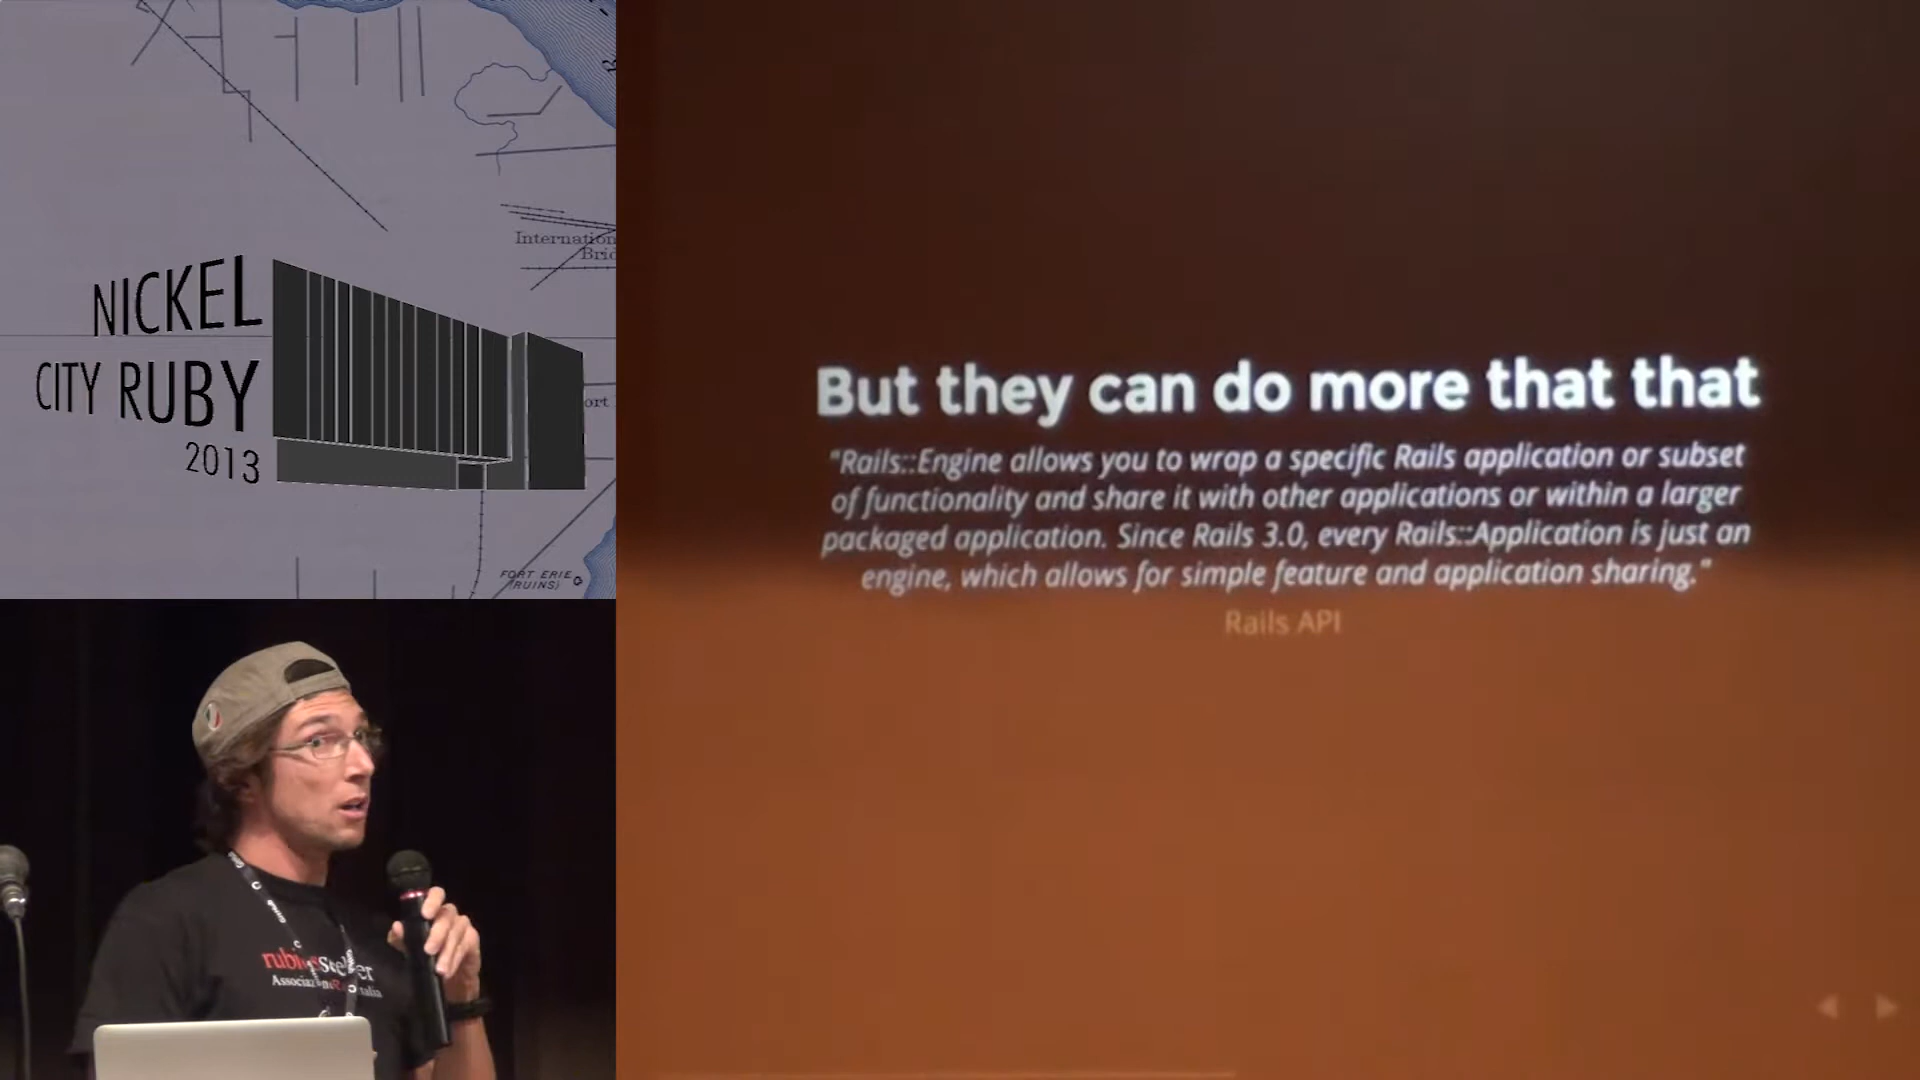 Internation
Bri
NICKEL
CITY RUBY
2013
ort
FORT ERIE
(RUINS)
But they can do more that that
"Rails::Engine allows you to wrap a specific Rails application or subset
of functionality and share it with other applications or within a larger
packaged application. Since Rails 3.0, every Rails::Application is just an
engine, which allows for simple feature and application sharing."
Rails API